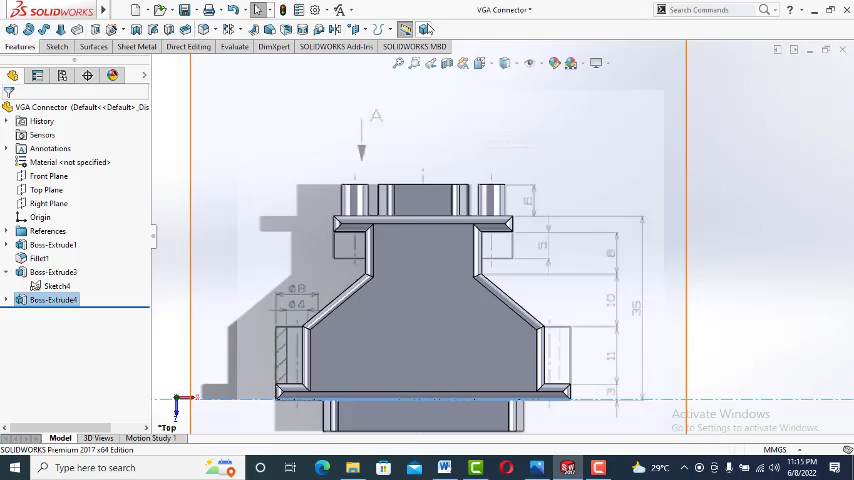 SOLIDWORKS
VGA Connector *
Search Commands
Features
Sketch
Surfaces
Sheet Metal
Direct Editing
Evaluate
DimXpert
SOLIDWORKS Add-Ins
SOLIDWORKS MBD
VGA Connector (Default<<Default>_Dis
History
Sensors
Annotations
Material <not specified>
Front Plane
Top Plane
Right Plane
Origin
References
Boss-Extrude1
Fillet1
Boss-Extrude3
Sketch4
Boss-Extrude4
A
6
5
8
10
35
11
3
Ø8
Ø4
X
Z
*Top
Activate Windows
Go to Settings to activate Windows.
Model
3D Views
Motion Study 1
SOLIDWORKS Premium 2017 x64 Edition
MMGS
Type here to search
29°C
11:15 PM
6/8/2022